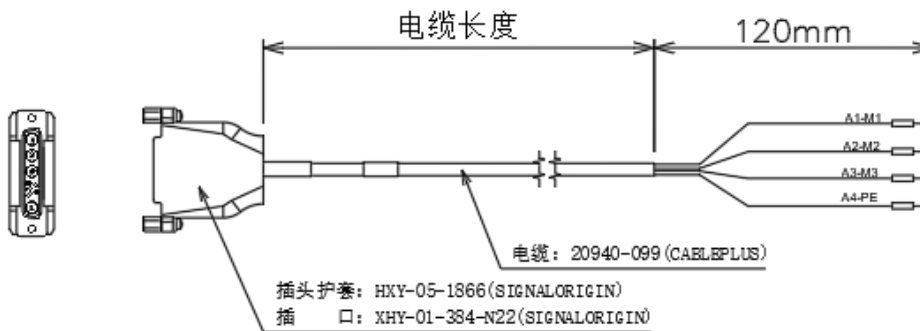 电缆长度
120mm
A1-M1
A2-M2
A3-M3
A4-PE
电缆：20940-099(CABLEPLUS)
插头护套：HXY-05-1866(SIGNALORIGIN)
插 口：XHY-01-384-N22(SIGNALORIGIN)